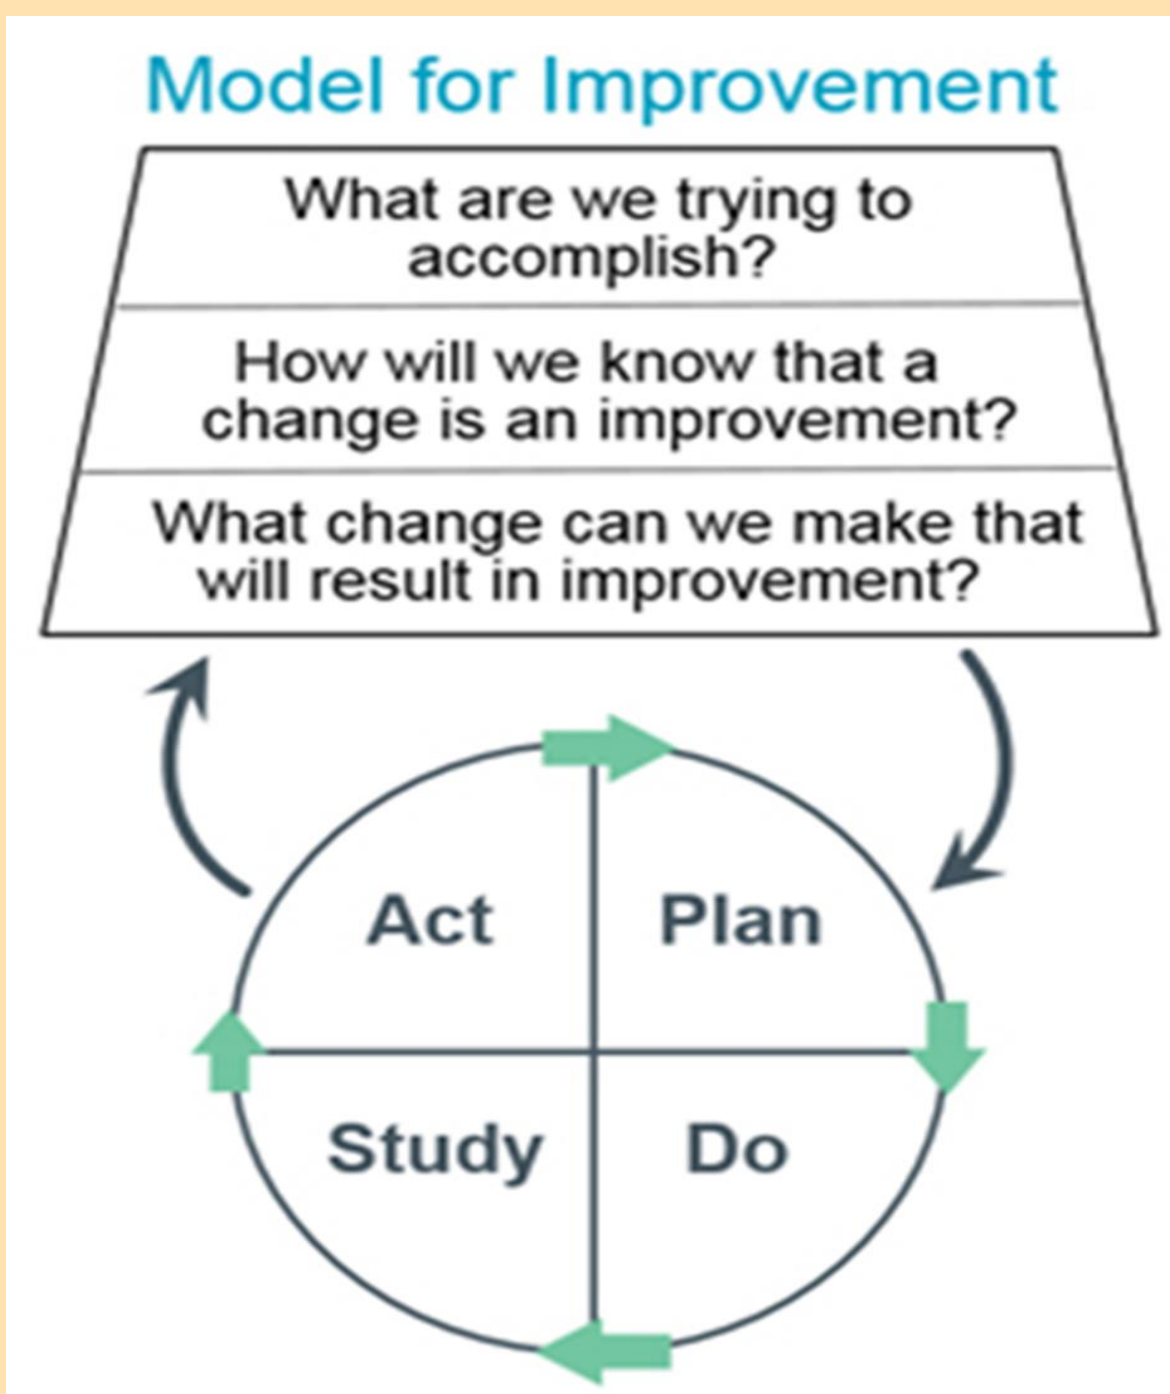 Model for Improvement
What are we trying to
accomplish?
How will we know that a
change is an improvement?
What change can we make that
will result in improvement?
Act
Plan
Study
Do